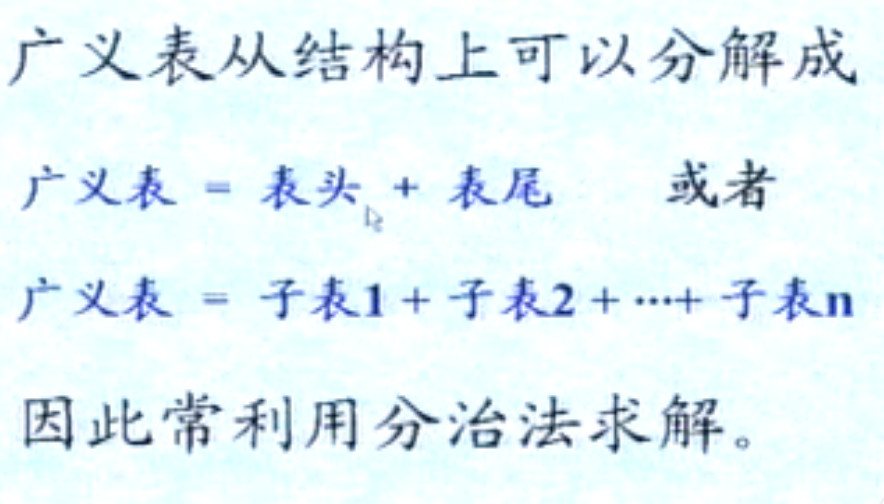 广义表从结构上可以分解成
广义表 = 表头 + 表尾 或者
广义表 = 子表1 + 子表2 + ···+ 子表n
因此常利用分治法求解。